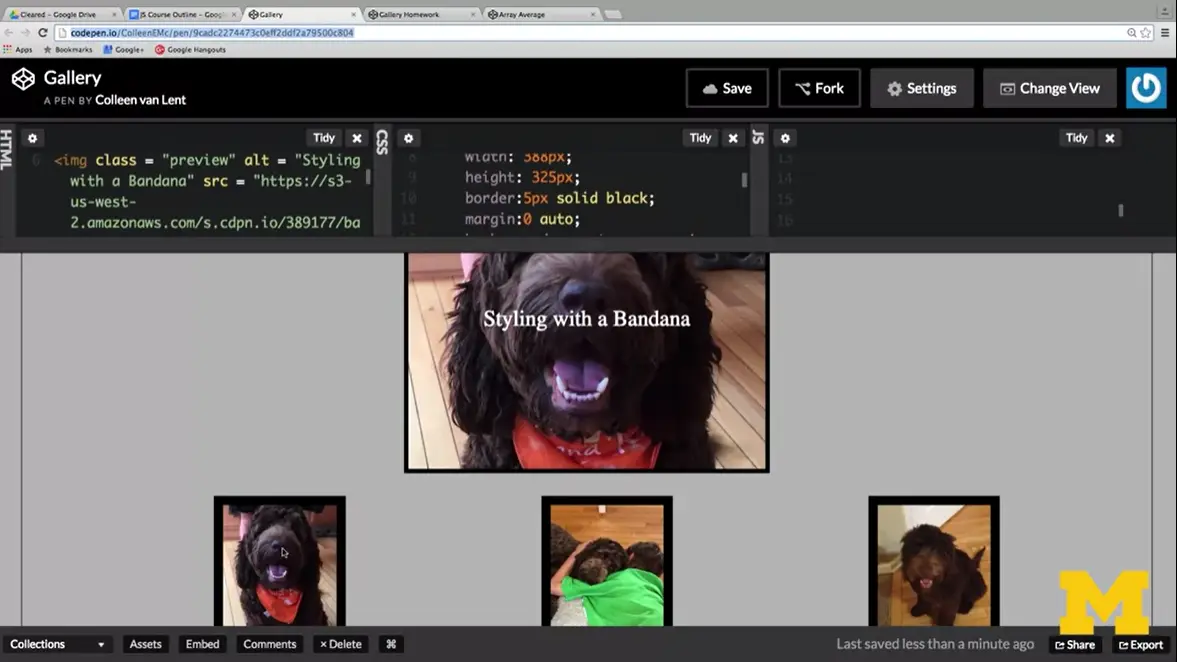 Cleared - Google Drive
JS Course Outline - Goog
Gallery
Gallery Homework
Array Average
codepen.io/ColleenEMc/pen/9cadc2274473c0eff2ddf2a79500c804
Apps
Bookmarks
Google+
Google Hangouts
Gallery
A PEN BY Colleen van Lent
Save
Fork
Settings
Change View
HTML
Tidy
6 <img class = "preview" alt = "Styling
with a Bandana" src = "https://s3-
us-west-
2.amazonaws.com/s.cdpn.io/389177/ba
CSS
Tidy
8 width: 388px;
9 height: 325px;
10 border:5px solid black;
11 margin:0 auto;
JS
Tidy
13
14
15
16
Styling with a Bandana
M
Collections
Assets
Embed
Comments
× Delete
⌘
Last saved less than a minute ago
Share
Export